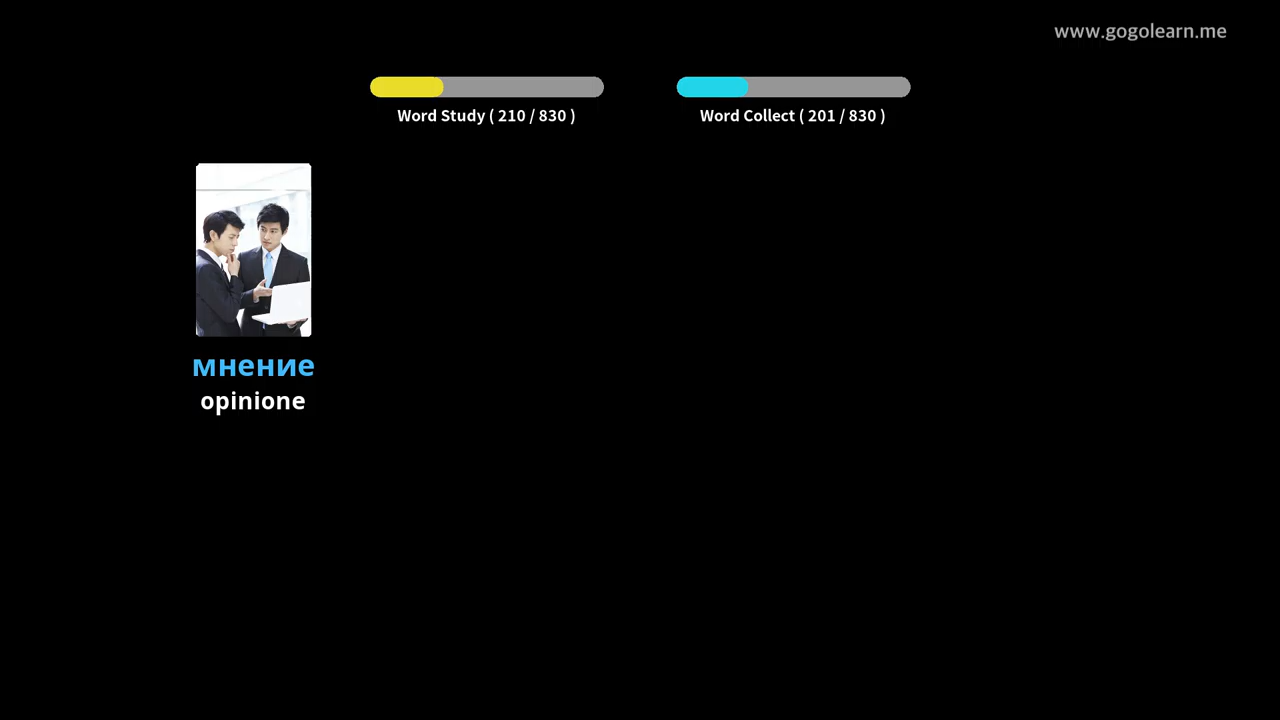 www.gogolearn.me
Word Study ( 210 / 830 )
Word Collect ( 201 / 830 )
мнение
opinione